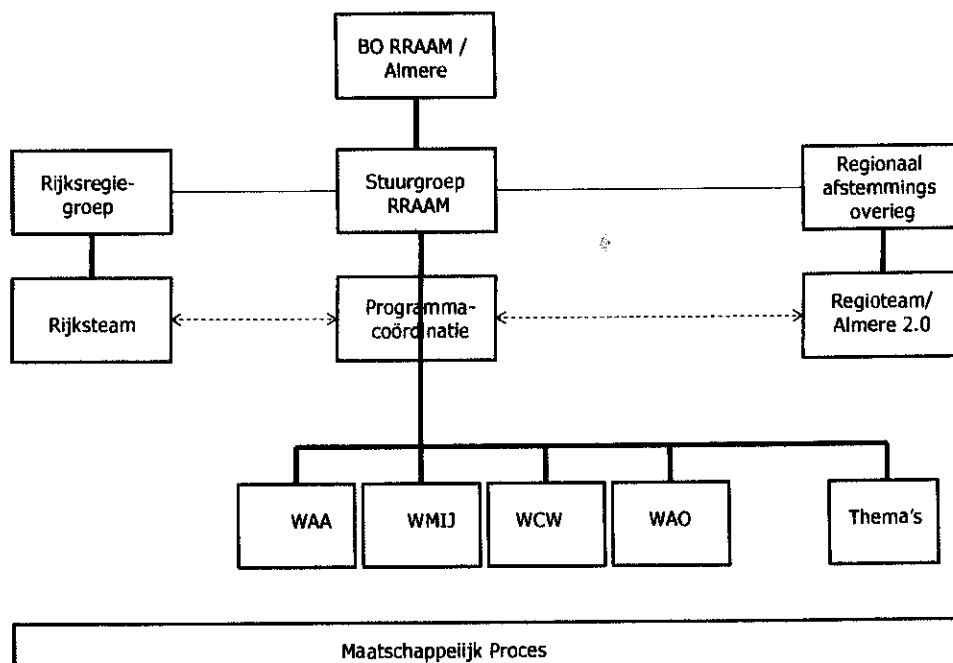 BO RRAAM /
Almere
Rijksregie-
groep
Stuurgroep
RRAAM
Regionaal
afstemmings
overleg
Rijksteam
Programma-
coördinatie
Regioteam/
Almere 2.0
WAA
WMIJ
WCW
WAO
Thema's
Maatschappelijk Proces